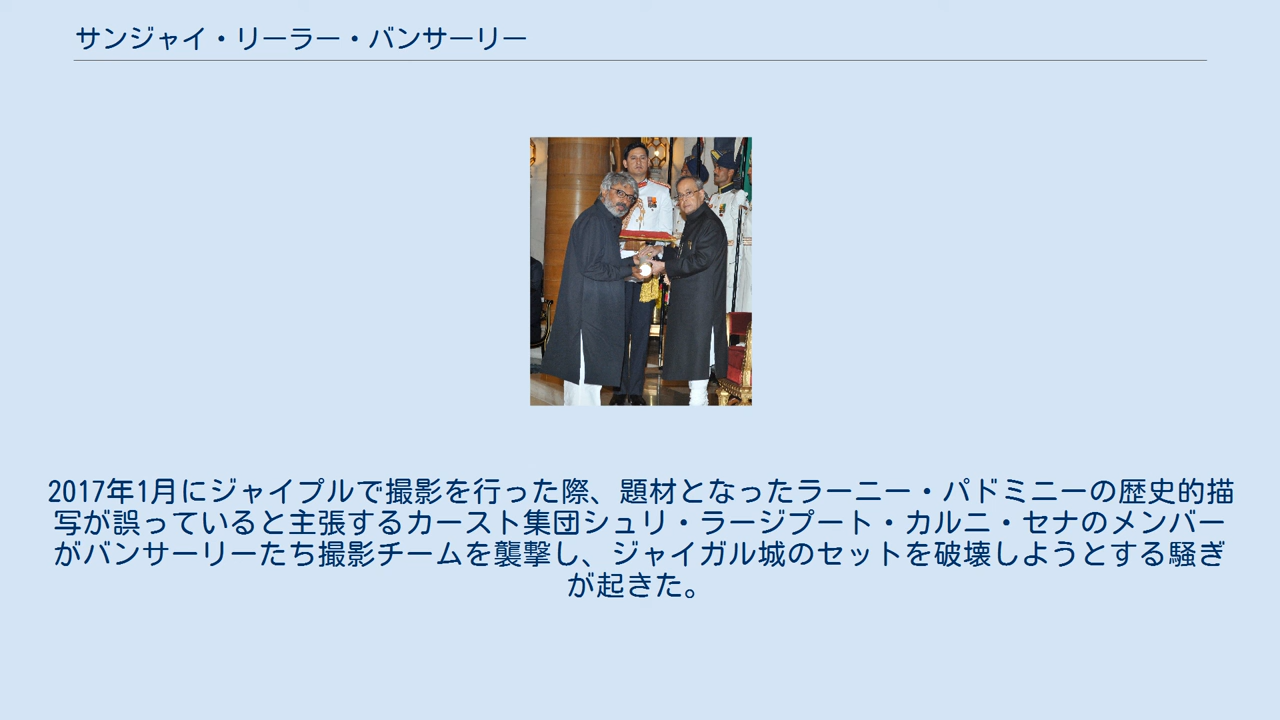 サンジャイ・リーラー・バンサーリー
2017年1月にジャイプルで撮影を行った際、題材となったラーニー・パドミニーの歴史的描
写が誤っていると主張するカースト集団シュリ・ラージプート・カルニ・セナのメンバー
がバンサーリーたち撮影チームを襲撃し、ジャイガル城のセットを破壊しようとする騒ぎ
が起きた。